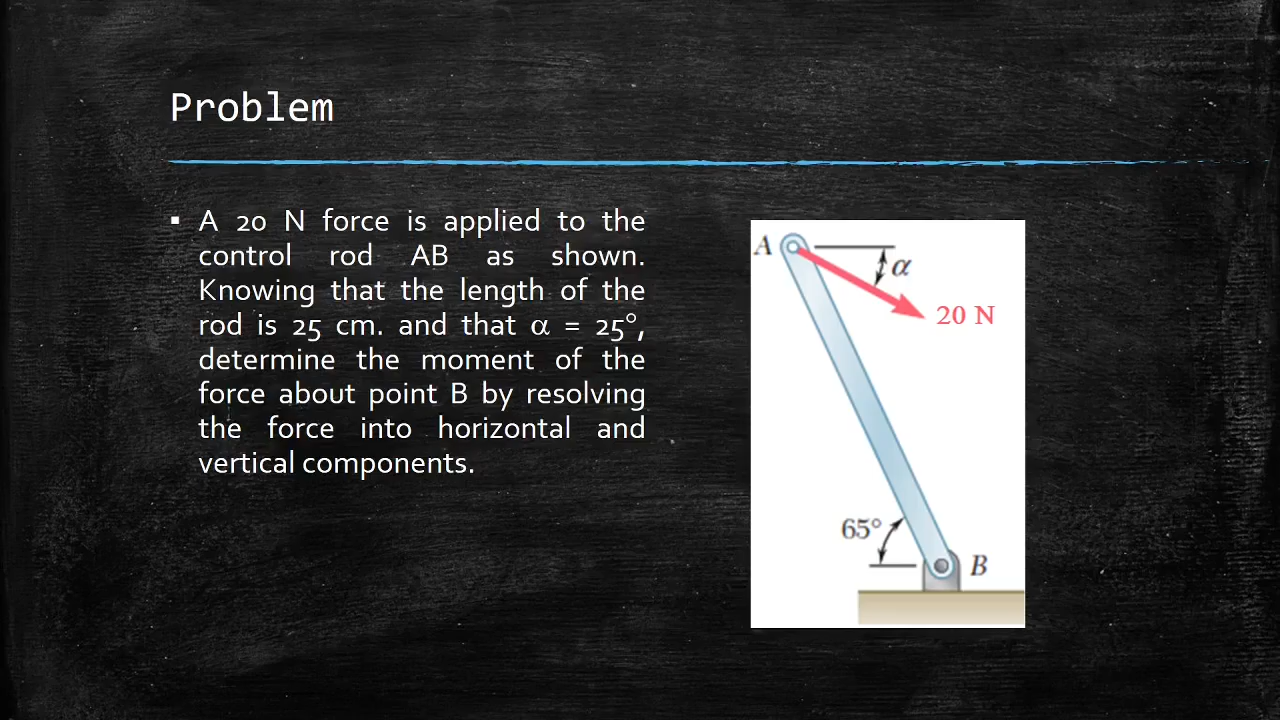 Problem
▪ A 20 N force is applied to the
control rod AB as shown.
Knowing that the length of the
rod is 25 cm. and that α = 25°,
determine the moment of the
force about point B by resolving
the force into horizontal and
vertical components.
A
α
20 N
65°
B